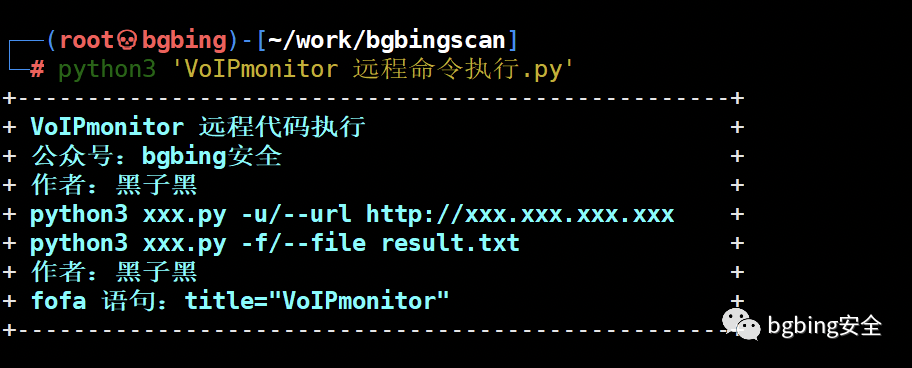 ┌──(root💀bgbing)-[~/work/bgbingscan]
└─# python3 'VoIPmonitor 远程命令执行.py'
+---------------------------------------------------+
+ VoIPmonitor 远程代码执行 +
+ 公众号：bgbing安全 +
+ 作者：黑子黑 +
+ python3 xxx.py -u/--url http://xxx.xxx.xxx.xxx +
+ python3 xxx.py -f/--file result.txt +
+ 作者：黑子黑 +
+ fofa 语句：title="VoIPmonitor" +
+---------------------------------------------------+
bgbing安全